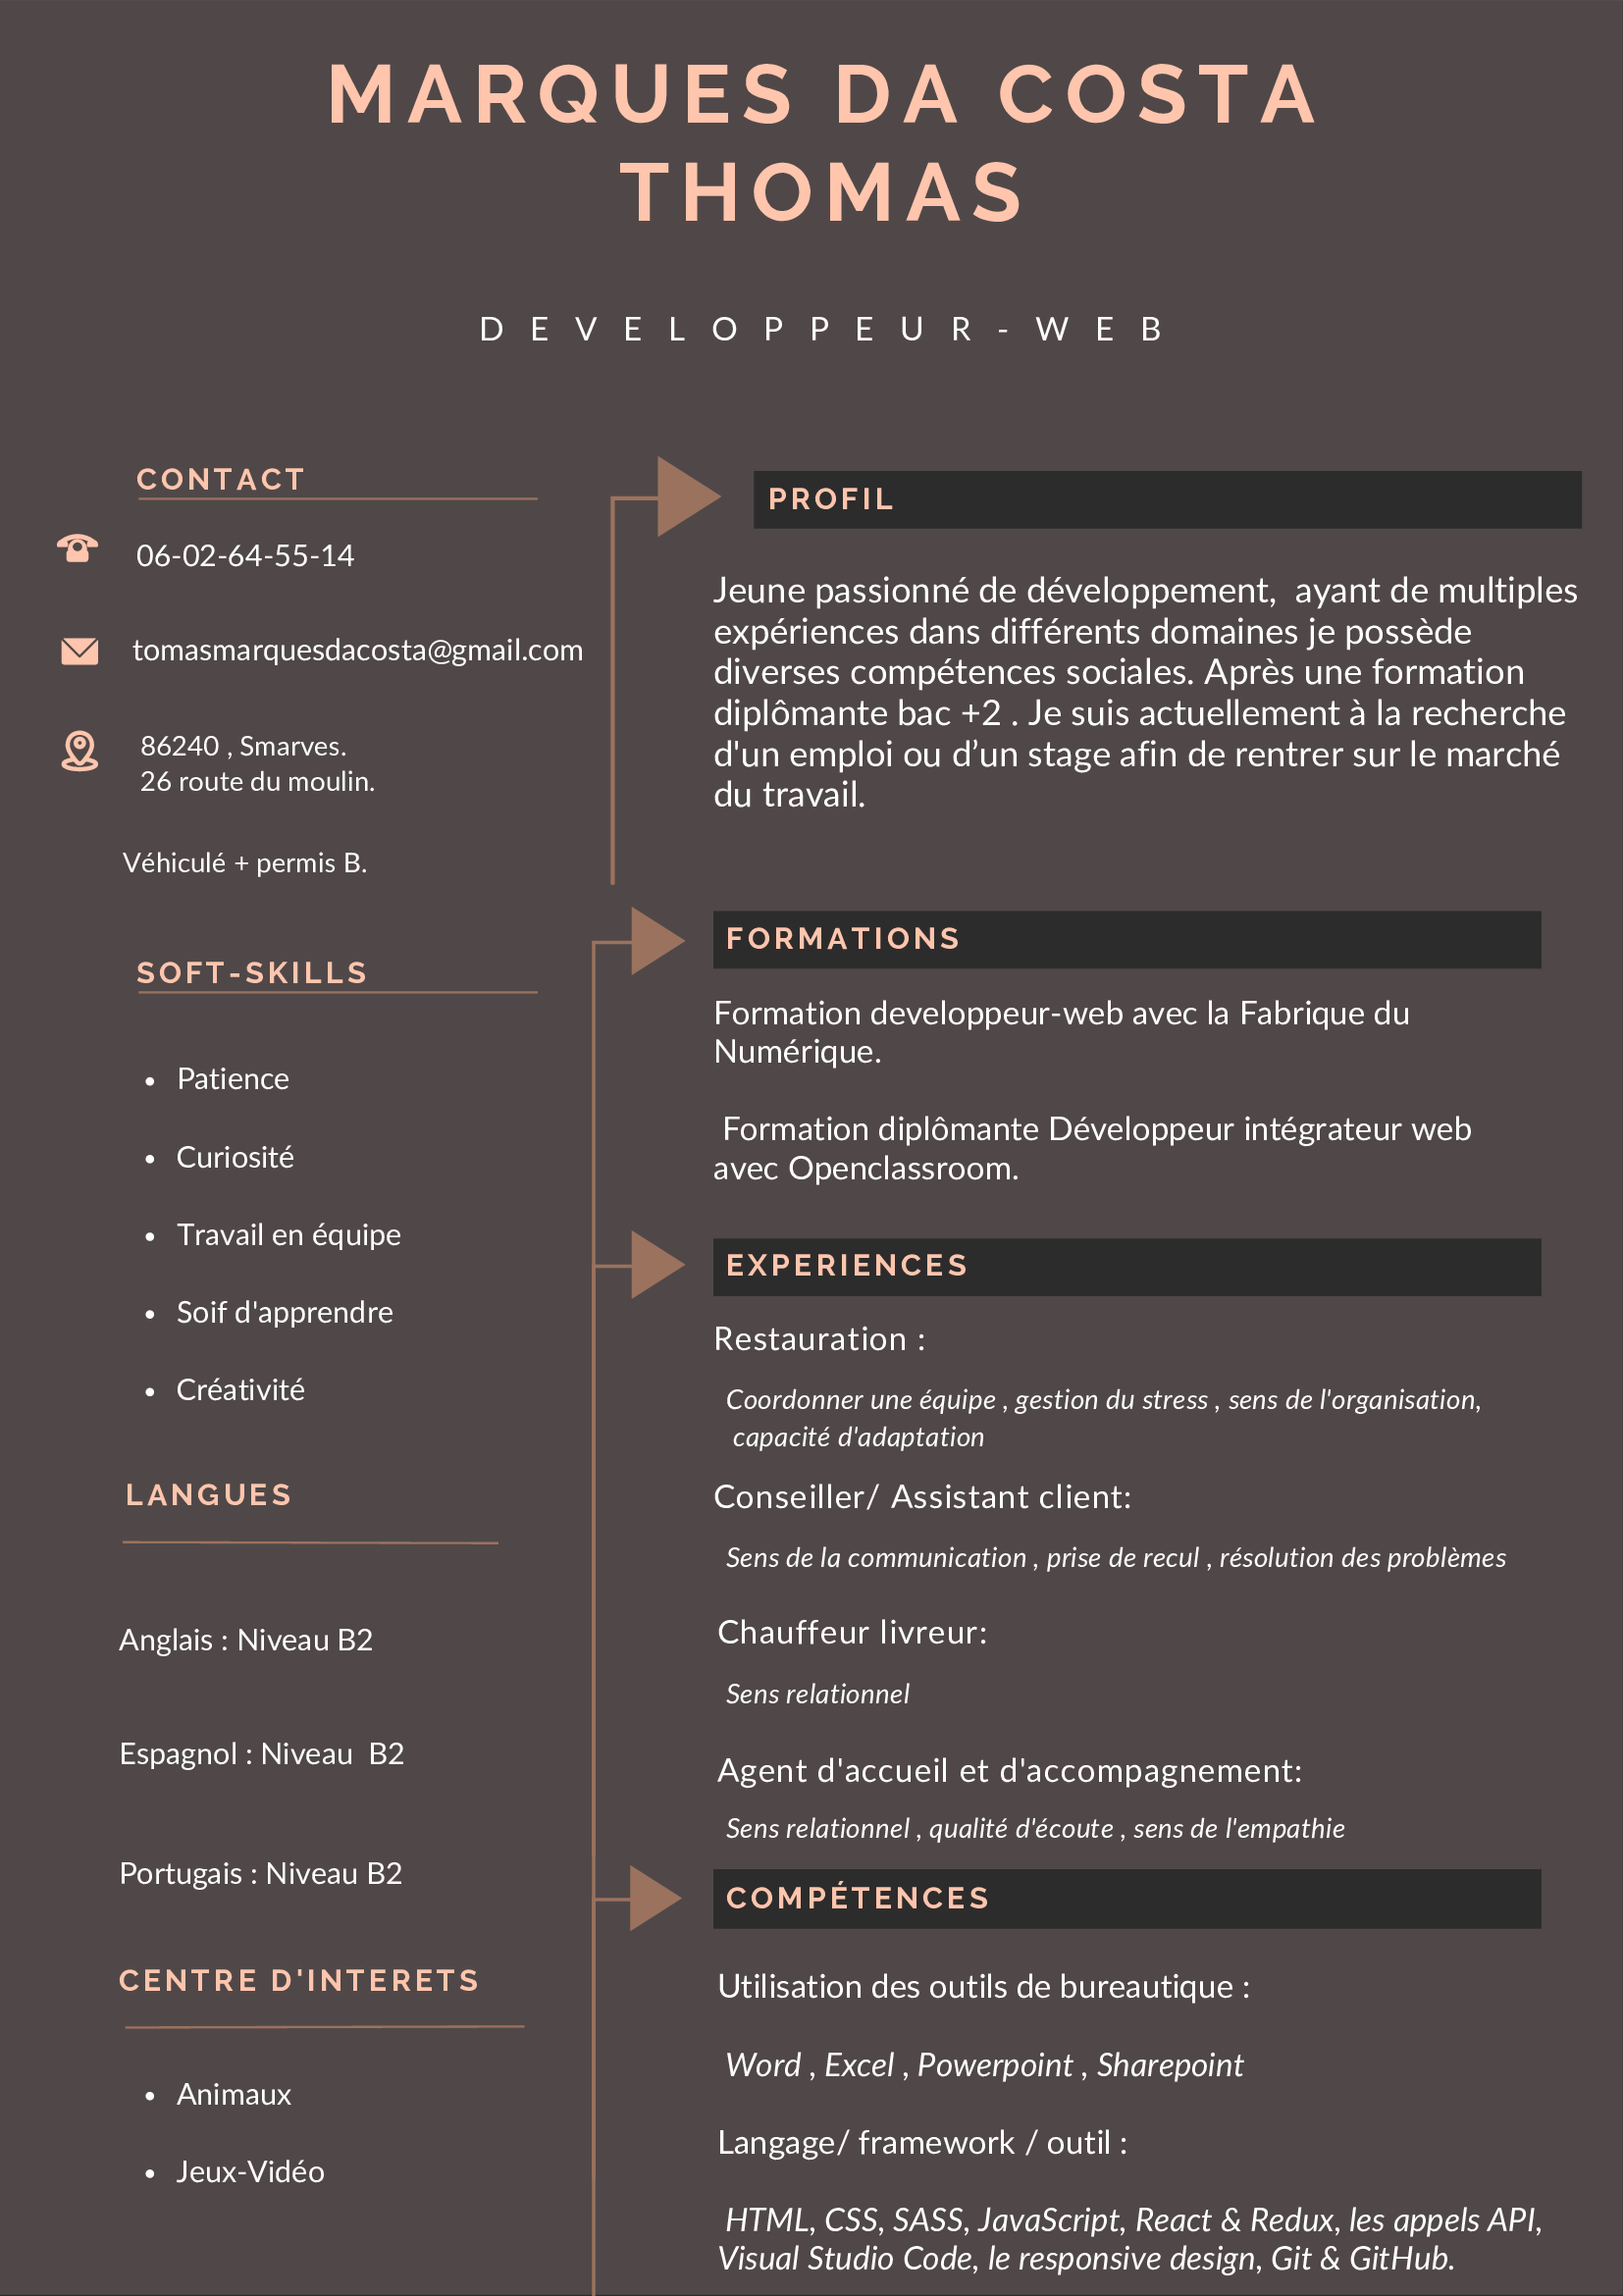 MARQUES DA COSTA
THOMAS
DEVELOPPEUR-WEB
CONTACT
06-02-64-55-14
tomasmarquesdacosta@gmail.com
86240 , Smarves.
26 route du moulin.
Véhiculé + permis B.
SOFT-SKILLS
• Patience
• Curiosité
• Travail en équipe
• Soif d'apprendre
• Créativité
LANGUES
Anglais : Niveau B2
Espagnol : Niveau  B2
Portugais : Niveau B2
CENTRE D'INTERETS
• Animaux
• Jeux-Vidéo
PROFIL
Jeune passionné de développement,  ayant de multiples
expériences dans différents domaines je possède
diverses compétences sociales. Après une formation
diplômante bac +2 . Je suis actuellement à la recherche
d'un emploi ou d’un stage afin de rentrer sur le marché
du travail.
FORMATIONS
Formation developpeur-web avec la Fabrique du
Numérique.
Formation diplômante Développeur intégrateur web
avec Openclassroom.
EXPERIENCES
Restauration :
Coordonner une équipe , gestion du stress , sens de l'organisation,
capacité d'adaptation
Conseiller/ Assistant client:
Sens de la communication , prise de recul , résolution des problèmes
Chauffeur livreur:
Sens relationnel
Agent d'accueil et d'accompagnement:
Sens relationnel , qualité d'écoute , sens de l'empathie
COMPÉTENCES
Utilisation des outils de bureautique :
Word , Excel , Powerpoint , Sharepoint
Langage/ framework / outil :
HTML, CSS, SASS, JavaScript, React & Redux, les appels API,
Visual Studio Code, le responsive design, Git & GitHub.